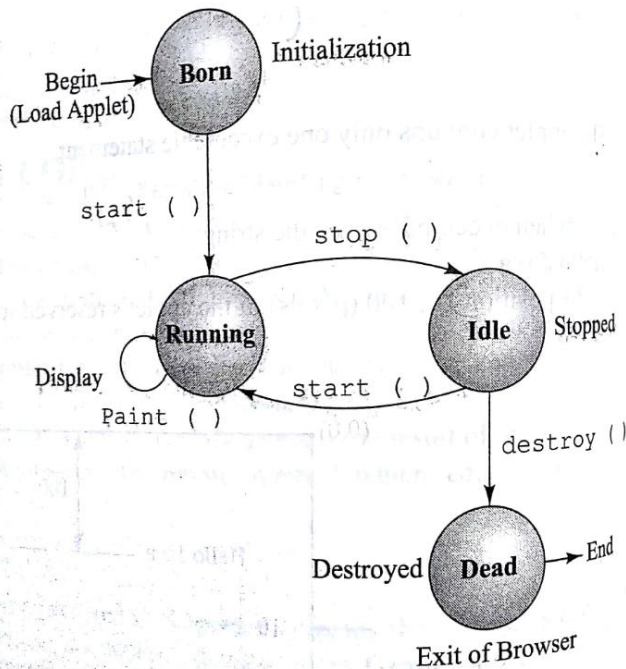 Born
Initialization
Begin
(Load Applet)
start ( )
stop ( )
Running
Idle
Stopped
Display
Paint ( )
start ( )
destroy ()
Destroyed
Dead
End
Exit of Browser